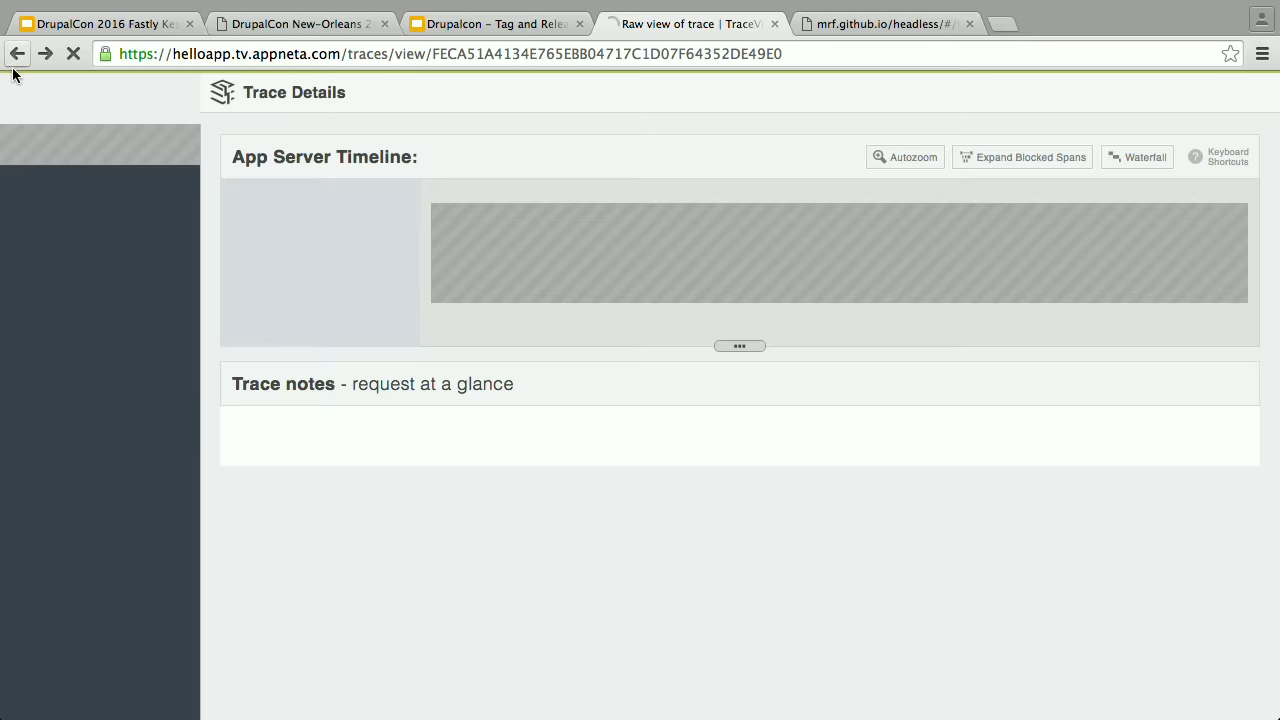 DrupalCon 2016 Fastly Ke
DrupalCon New-Orleans 2
Drupalcon - Tag and Relea
Raw view of trace | TraceV
mrf.github.io/headless/#/
https://helloapp.tv.appneta.com/traces/view/FECA51A4134E765EBB04717C1D07F64352DE49E0
Trace Details
App Server Timeline:
Autozoom
Expand Blocked Spans
Waterfall
Keyboard
Shortcuts
Trace notes - request at a glance